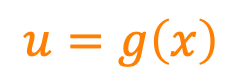 u = g(x)